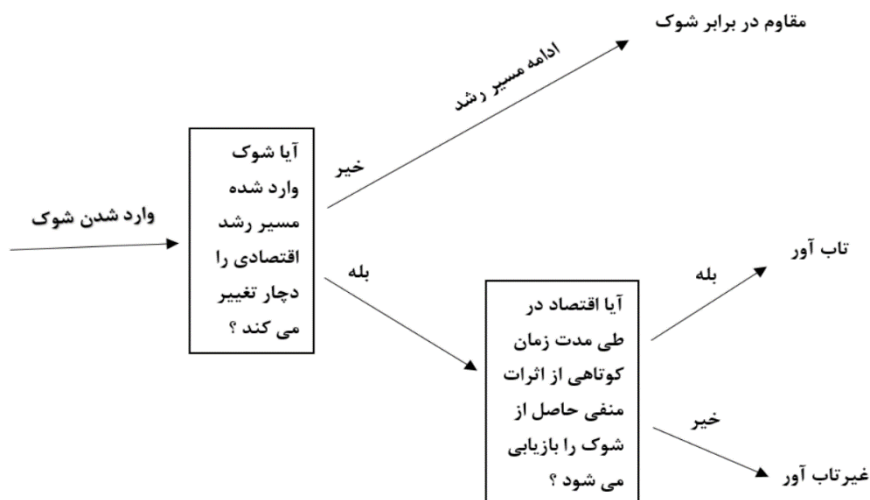 مقاوم در برابر شوک
ادامه مسیر رشد
خیر
وارد شدن شوک
آیا شوک
وارد شده
مسیر رشد
اقتصادی را
دچار تغییر
می کند ؟
بله
تاب آور
بله
آیا اقتصاد در
طی مدت زمان
کوتاهی از اثرات
منفی حاصل از
شوک را بازیابی
می شود ؟
خیر
غیرتاب آور